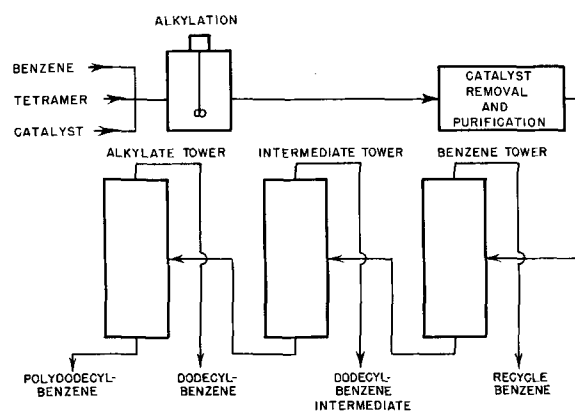 ALKYLATION
BENZENE
TETRAMER
CATALYST
CATALYST
REMOVAL
AND
PURIFICATION
ALKYLATE TOWER
INTERMEDIATE TOWER
BENZENE TOWER
POLYDODECYL-
BENZENE
DODECYL-
BENZENE
DODECYL-
BENZENE
INTERMEDIATE
RECYCLE
BENZENE